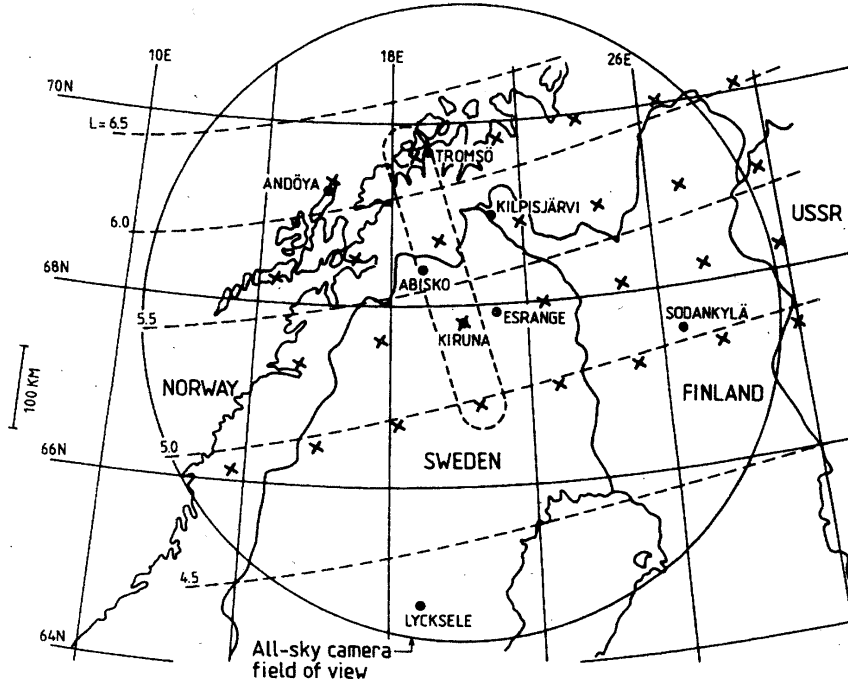 10E
18E
26E
70N
L=6.5
TROMSÖ
ANDÖYA
KILPISJÄRVI
6.0
USSR
68N
ABISKO
5.5
ESRANGE
SODANKYLÄ
KIRUNA
100 KM
NORWAY
FINLAND
5.0
66N
SWEDEN
4.5
LYCKSELE
64N
All-sky camera
field of view